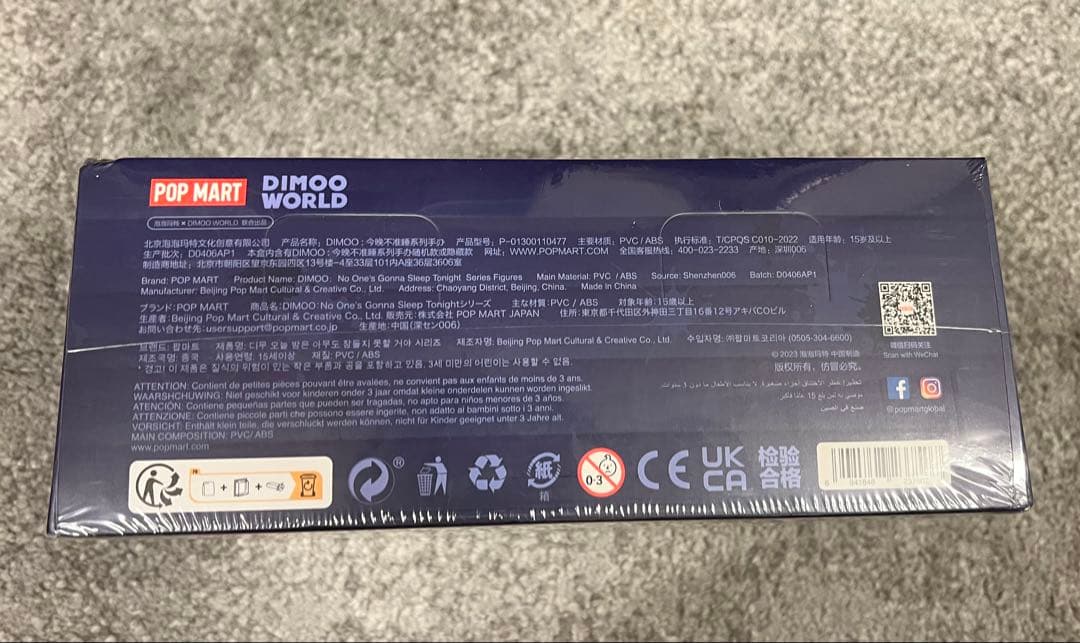 POP MART
DIMOO
WORLD
泡泡玛特 × DIMOO WORLD 联合出品
北京泡泡玛特文化创意有限公司 产品名称：DIMOO：今晚不准睡系列手办 产品型号：P-01300110477 主要材质：PVC / ABS 执行标准：T/CPQS C010-2022 适用年龄：15岁及以上
生产批次：D0406AP1 本盒内含有DIMOO：今晚不准睡系列手办随机款或隐藏款 网址：WWW.POPMART.COM 全国客服热线：400-023-2233 产地：深圳006
制造商地址：北京市朝阳区望京东园四区13号楼-4至33层101内A座36层3606室
Brand: POP MART Product Name: DIMOO: No One's Gonna Sleep Tonight Series Figures Main Material: PVC / ABS Source: Shenzhen006 Batch: D0406AP1
Manufacturer: Beijing Pop Mart Cultural & Creative Co., Ltd. Address: Chaoyang District, Beijing, China. Made In China
ブランド: POP MART 商品名: DIMOO: No One's Gonna Sleep Tonightシリーズ 主な材質: PVC / ABS 対象年齢: 15歳以上
生産者: Beijing Pop Mart Cultural & Creative Co., Ltd. 販売元: 株式会社 POP MART JAPAN 住所: 東京都千代田区外神田三丁目16番12号アキバCOビル
お問い合わせ先: usersupport@popmart.co.jp 生産地: 中国(深セン006)
브랜드: 팝마트 제품명: 디무 오늘 밤은 아무도 잠들지 못할 거야 시리즈 제조자명: Beijing Pop Mart Cultural & Creative Co., Ltd. 수입자명: ㈜팝마트코리아 (0505-304-6600)
제조국명: 중국 사용연령: 15세이상 재질: PVC / ABS
* 경고! 이 제품은 질식의 위험이 있는 작은 부품과 공을 포함하고 있음. 3세 미만의 어린이는 사용할 수 없음.
ATTENTION: Contient de petites pièces pouvant être avalées, ne convient pas aux enfants de moins de 3 ans.
WAARSHCHUWING: Niet geschikt voor kinderen onder 3 jaar omdat kleine onderdelen kunnen worden ingeslikt.
ATENCIÓN: Contiene pequeñas partes que pueden ser tragadas, no apto para niños menores de 3 años.
ATTENZIONE: Contiene piccole parti che possono essere ingerite, non adatto ai bambini sotto i 3 anni.
VORSICHT: Enthält klein teile, die verschluckt werden können, nicht für Kinder geeignet unter 3 Jahre alt.
MAIN COMPOSITION: PVC/ABS
www.popmart.com
微信扫码关注
Scan with WeChat
© 2023 泡泡玛特 中国制造
版权所有，仿冒必究。
صنع في الصين
@popmartglobal
FR
+ +
®
紙
箱
0-3
CE
UK
CA
检验
合格